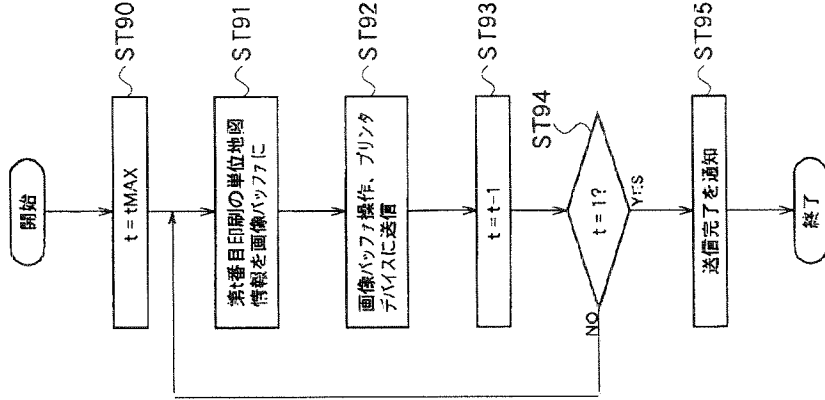 開始
t = tMAX
ST90
第t番目印刷の単位地図
情報を画像バッファに
ST91
画像バッファ操作、プリンタ
デバイスに送信
ST92
t = t-1
ST93
t = 1?
ST94
NO
YES
送信完了を通知
ST95
終了